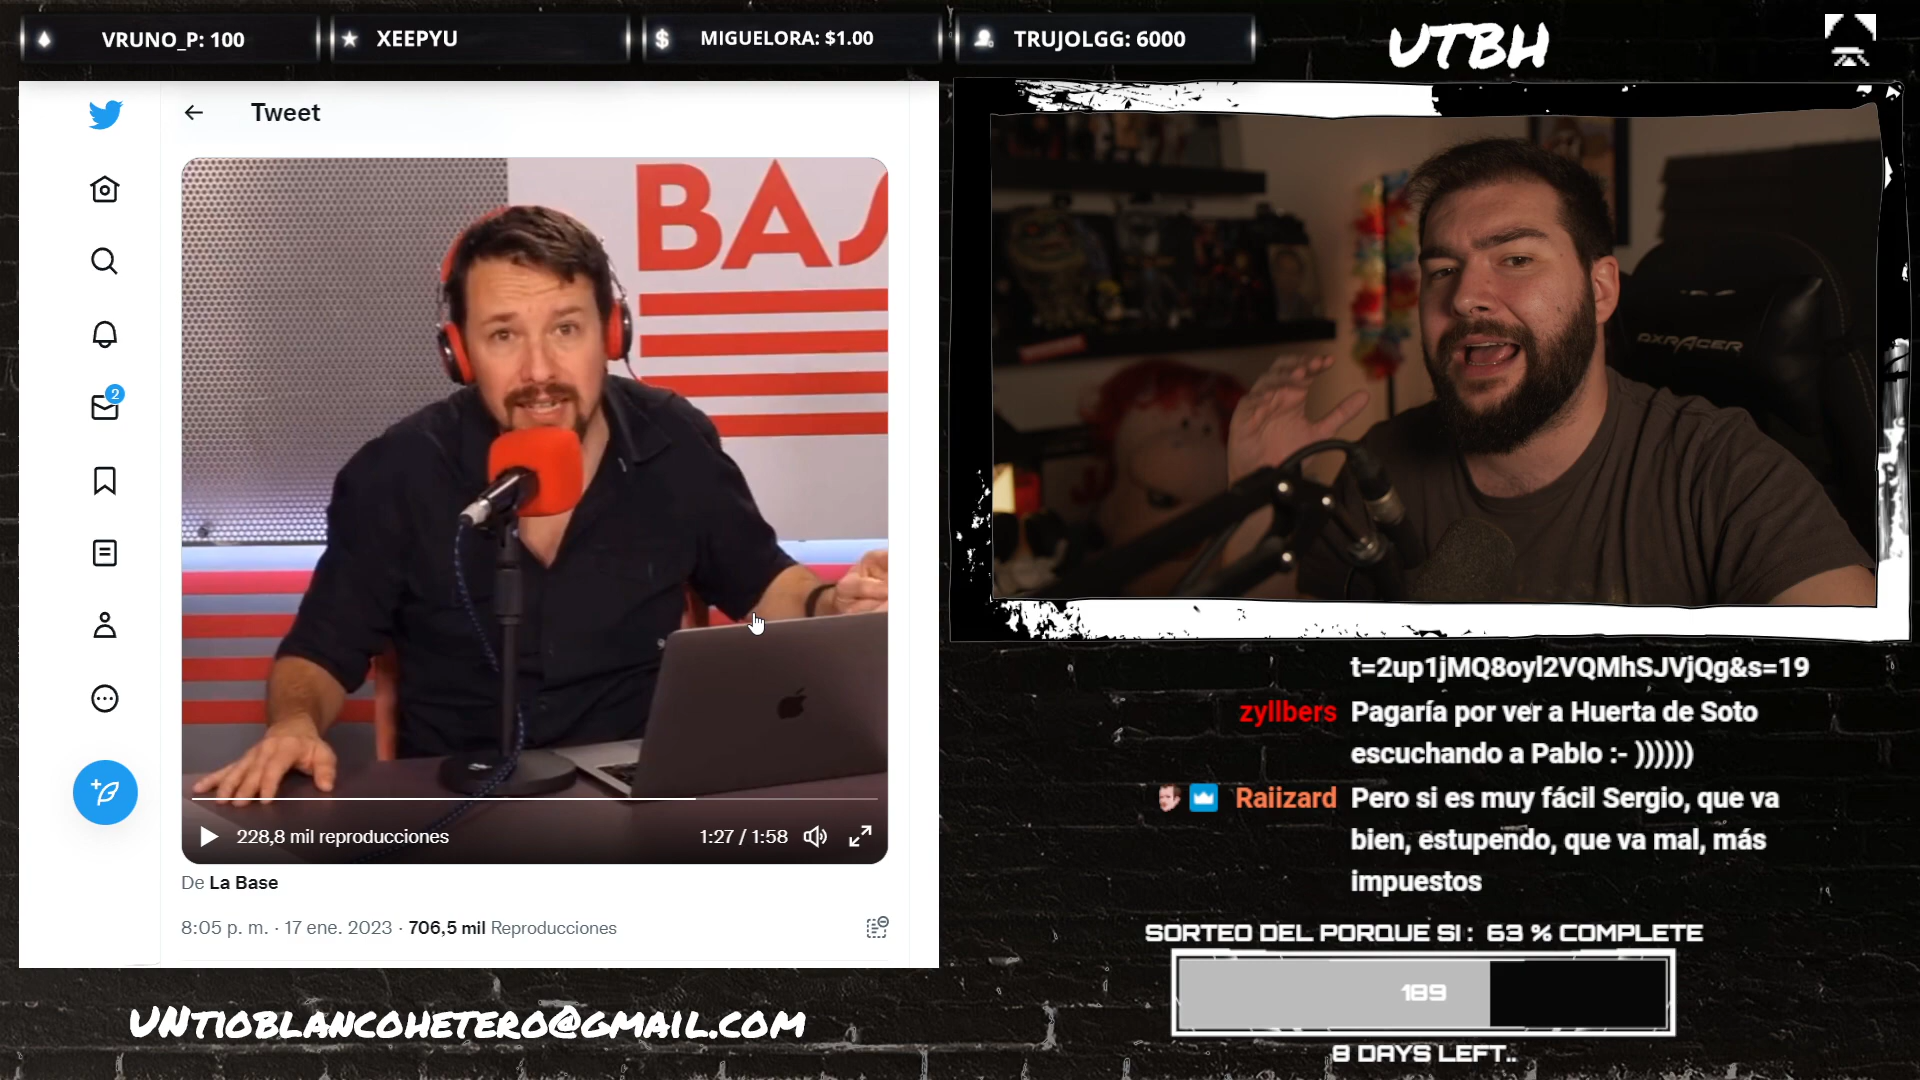 VRUNO_P: 100
XEEPYU
MIGUELORA: $1.00
TRUJOLGG: 6000
UTBH
Tweet
BAS
2
228,8 mil reproducciones
1:27 / 1:58
De La Base
8:05 p. m. · 17 ene. 2023 · 706,5 mil Reproducciones
DXRACER
t=2up1jMQ8oyl2VQMhSJVjQg&s=19
zyllbers Pagaría por ver a Huerta de Soto
escuchando a Pablo :- ))))))
Raiizard Pero si es muy fácil Sergio, que va
bien, estupendo, que va mal, más
impuestos
SORTEO DEL PORQUE SI : 63 % COMPLETE
189
8 DAYS LEFT..
UNTIOBLANCOHETERO@GMAIL.COM